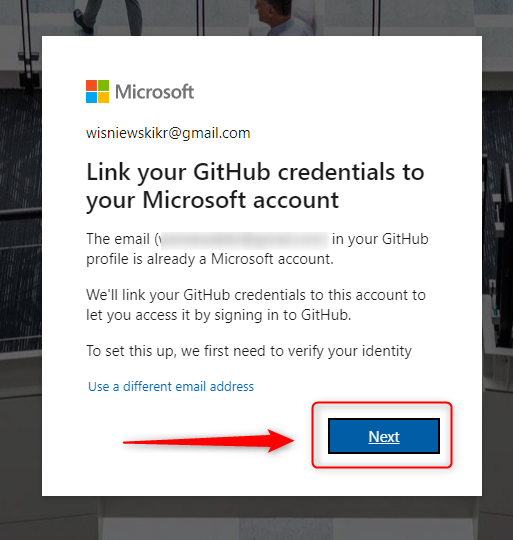 Microsoft
wisniewskikr@gmail.com
Link your GitHub credentials to
your Microsoft account
The email ( in your GitHub
profile is already a Microsoft account.
We'll link your GitHub credentials to this account to
let you access it by signing in to GitHub.
To set this up, we first need to verify your identity
Use a different email address
Next